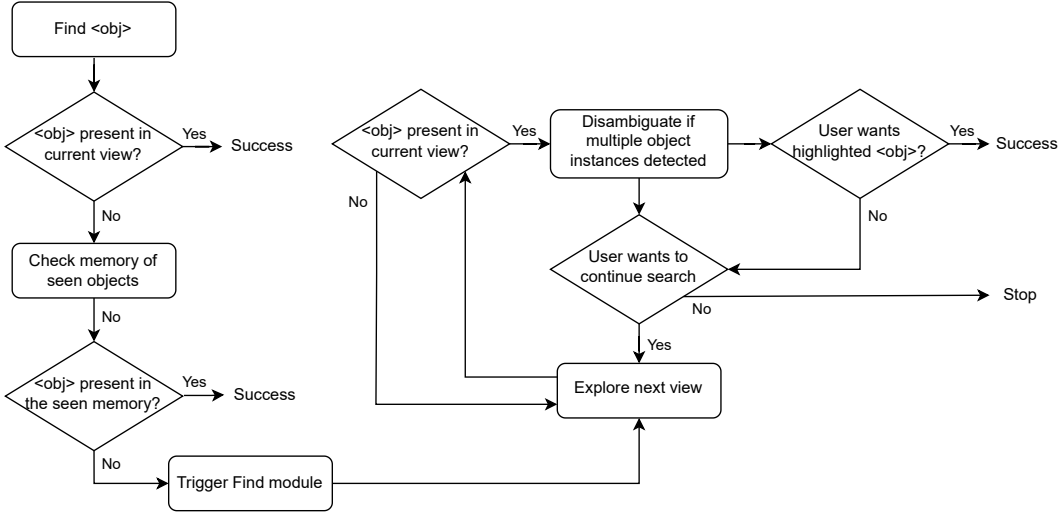 Find <obj>
<obj> present in
current view?
Yes
Success
No
Check memory of
seen objects
No
<obj> present in
the seen memory?
Yes
Success
No
Trigger Find module
<obj> present in
current view?
Yes
No
Disambiguate if
multiple object
instances detected
User wants
highlighted <obj>?
Yes
Success
No
User wants to
continue search
No
Stop
Yes
Explore next view